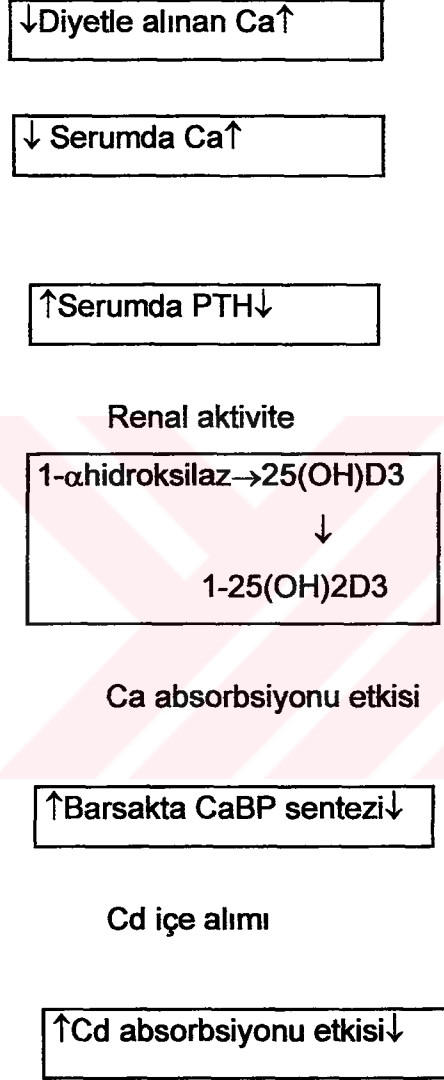 ↓Diyetle alınan Ca↑
↓ Serumda Ca↑
↑Serumda PTH↓
Renal aktivite
1-αhidroksilaz→25(OH)D3
↓
1-25(OH)2D3
Ca absorbsiyonu etkisi
↑Barsakta CaBP sentezi↓
Cd içe alımı
↑Cd absorbsiyonu etkisi↓